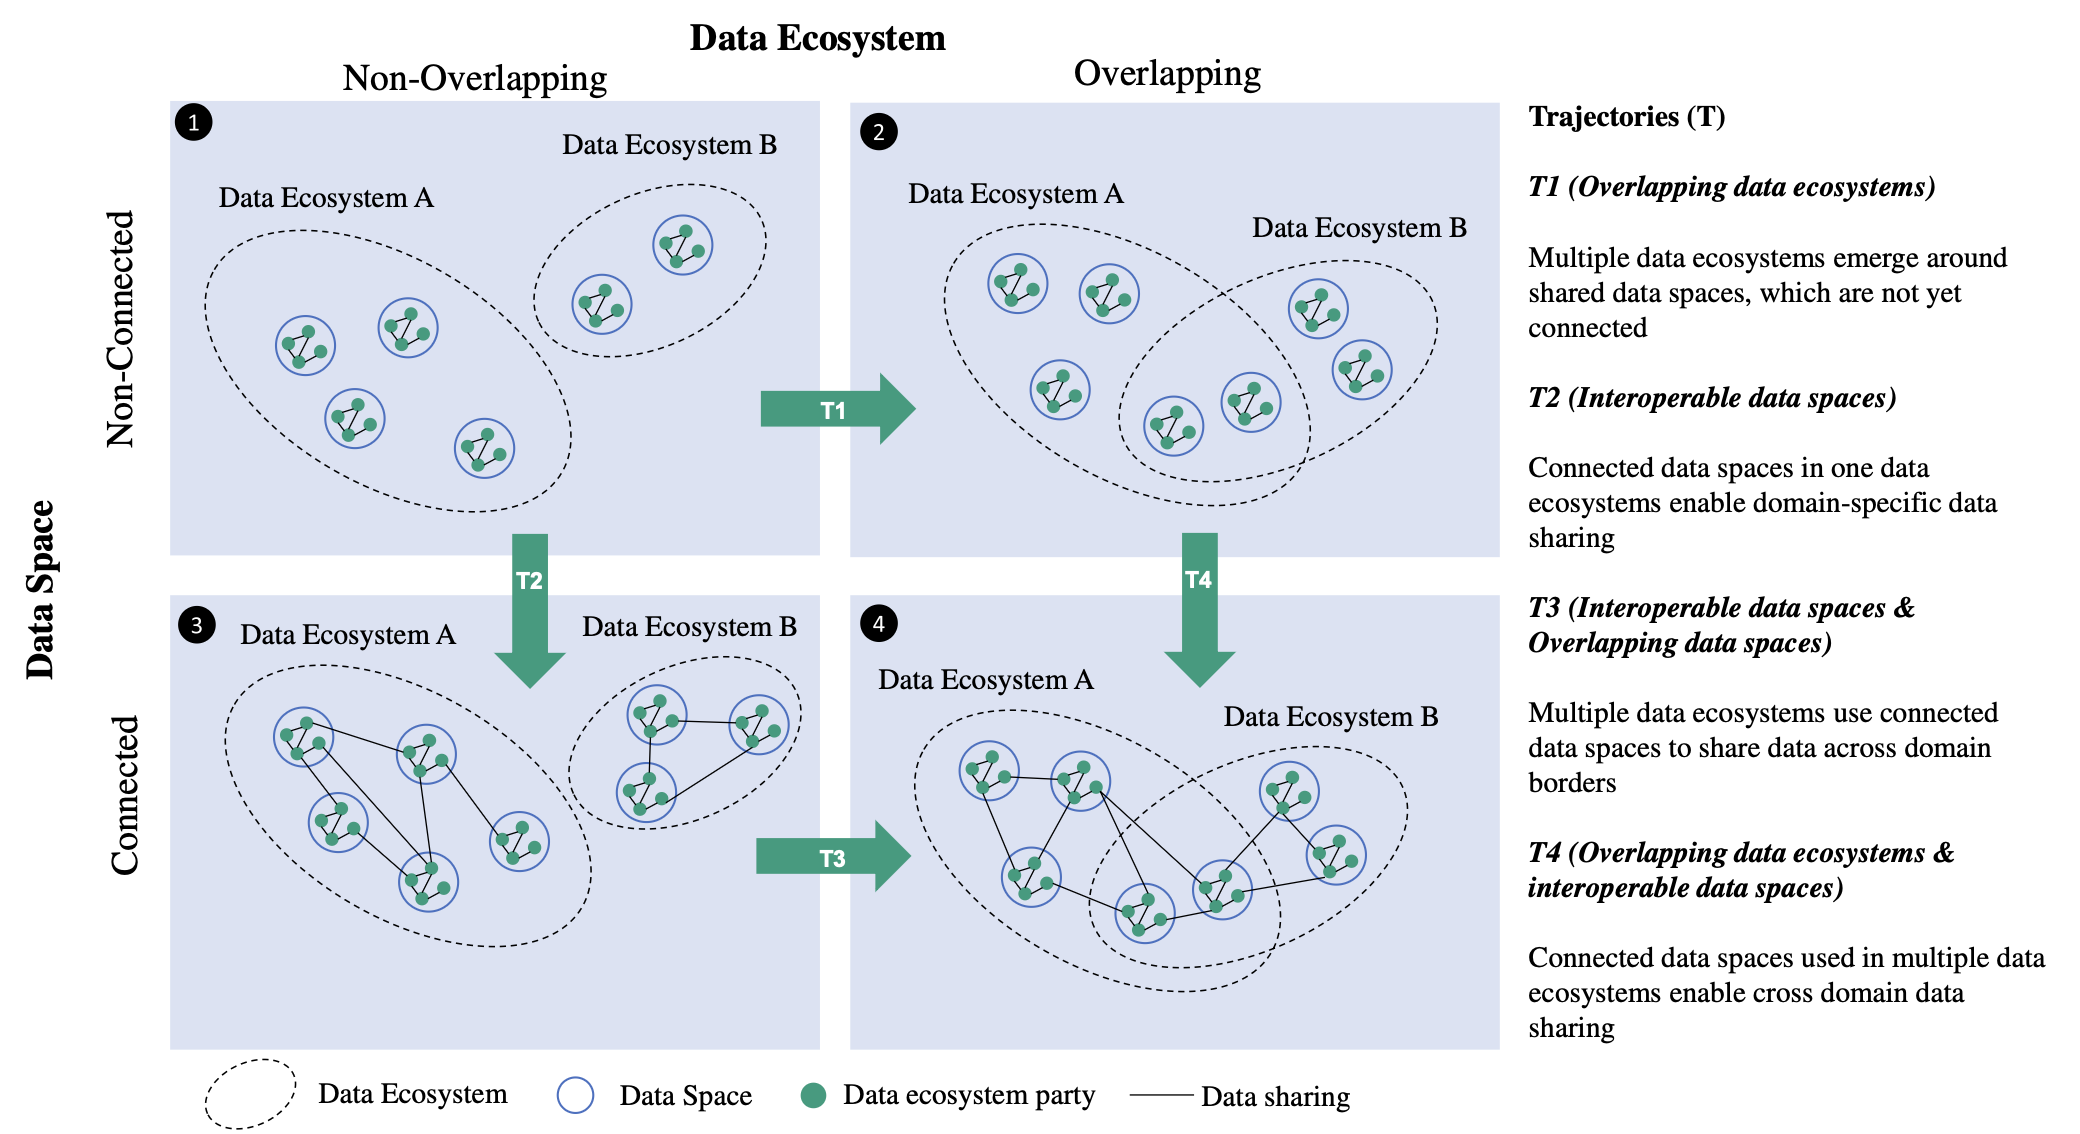 Data Ecosystem
Non-Overlapping
Overlapping
Data Space
Non-Connected
Connected
1
Data Ecosystem A
Data Ecosystem B
2
Data Ecosystem A
Data Ecosystem B
T1
T2
T4
3
Data Ecosystem A
Data Ecosystem B
T3
4
Data Ecosystem A
Data Ecosystem B
Trajectories (T)
T1 (Overlapping data ecosystems)
Multiple data ecosystems emerge around
shared data spaces, which are not yet
connected
T2 (Interoperable data spaces)
Connected data spaces in one data
ecosystems enable domain-specific data
sharing
T3 (Interoperable data spaces &
Overlapping data spaces)
Multiple data ecosystems use connected
data spaces to share data across domain
borders
T4 (Overlapping data ecosystems &
interoperable data spaces)
Connected data spaces used in multiple data
ecosystems enable cross domain data
sharing
Data Ecosystem
Data Space
Data ecosystem party
Data sharing